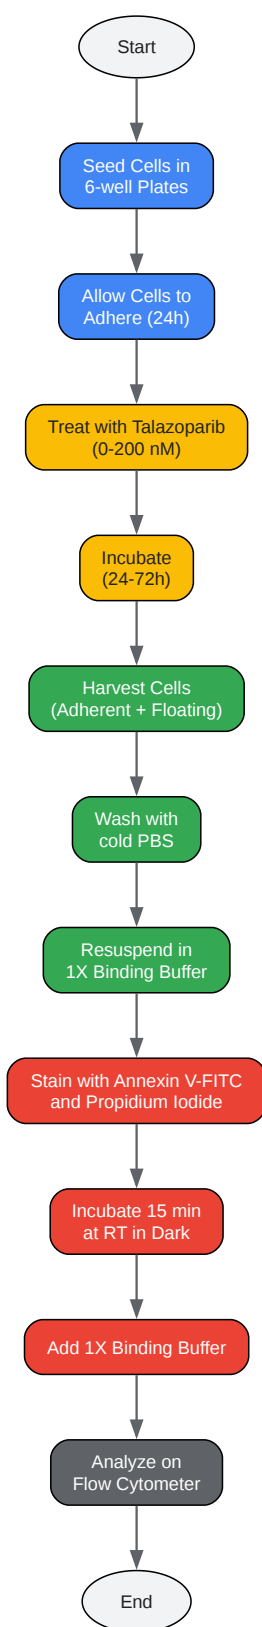 Start
Seed Cells in
6-well Plates
Allow Cells to
Adhere (24h)
Treat with Talazoparib
(0-200 nM)
Incubate
(24-72h)
Harvest Cells
(Adherent + Floating)
Wash with
cold PBS
Resuspend in
1X Binding Buffer
Stain with Annexin V-FITC
and Propidium Iodide
Incubate 15 min
at RT in Dark
Add 1X Binding Buffer
Analyze on
Flow Cytometer
End